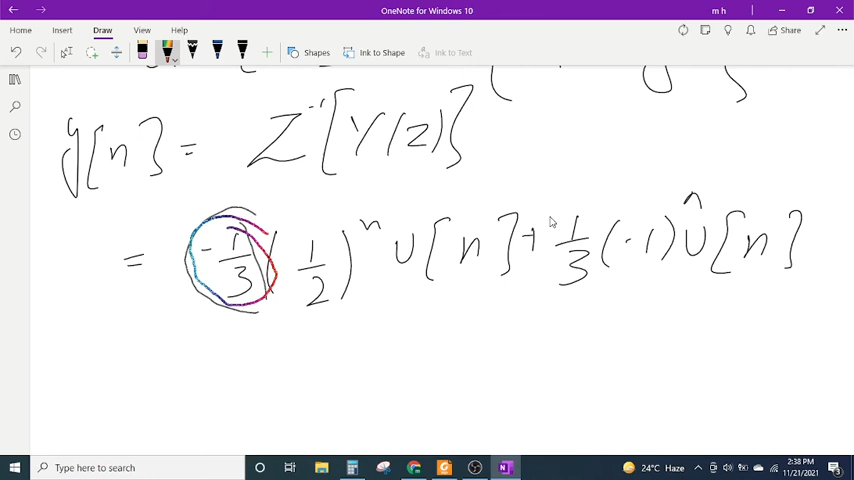 OneNote for Windows 10
m h
Home Insert Draw View Help
Share
Shapes Ink to Shape Ink to Text
y[n] = Z⁻¹[Y(z)]
= -1/3 (1/2)ⁿ U[n] + 1/3 (-1)ⁿ U[n]
Type here to search
24°C Haze
2:38 PM
11/21/2021
3